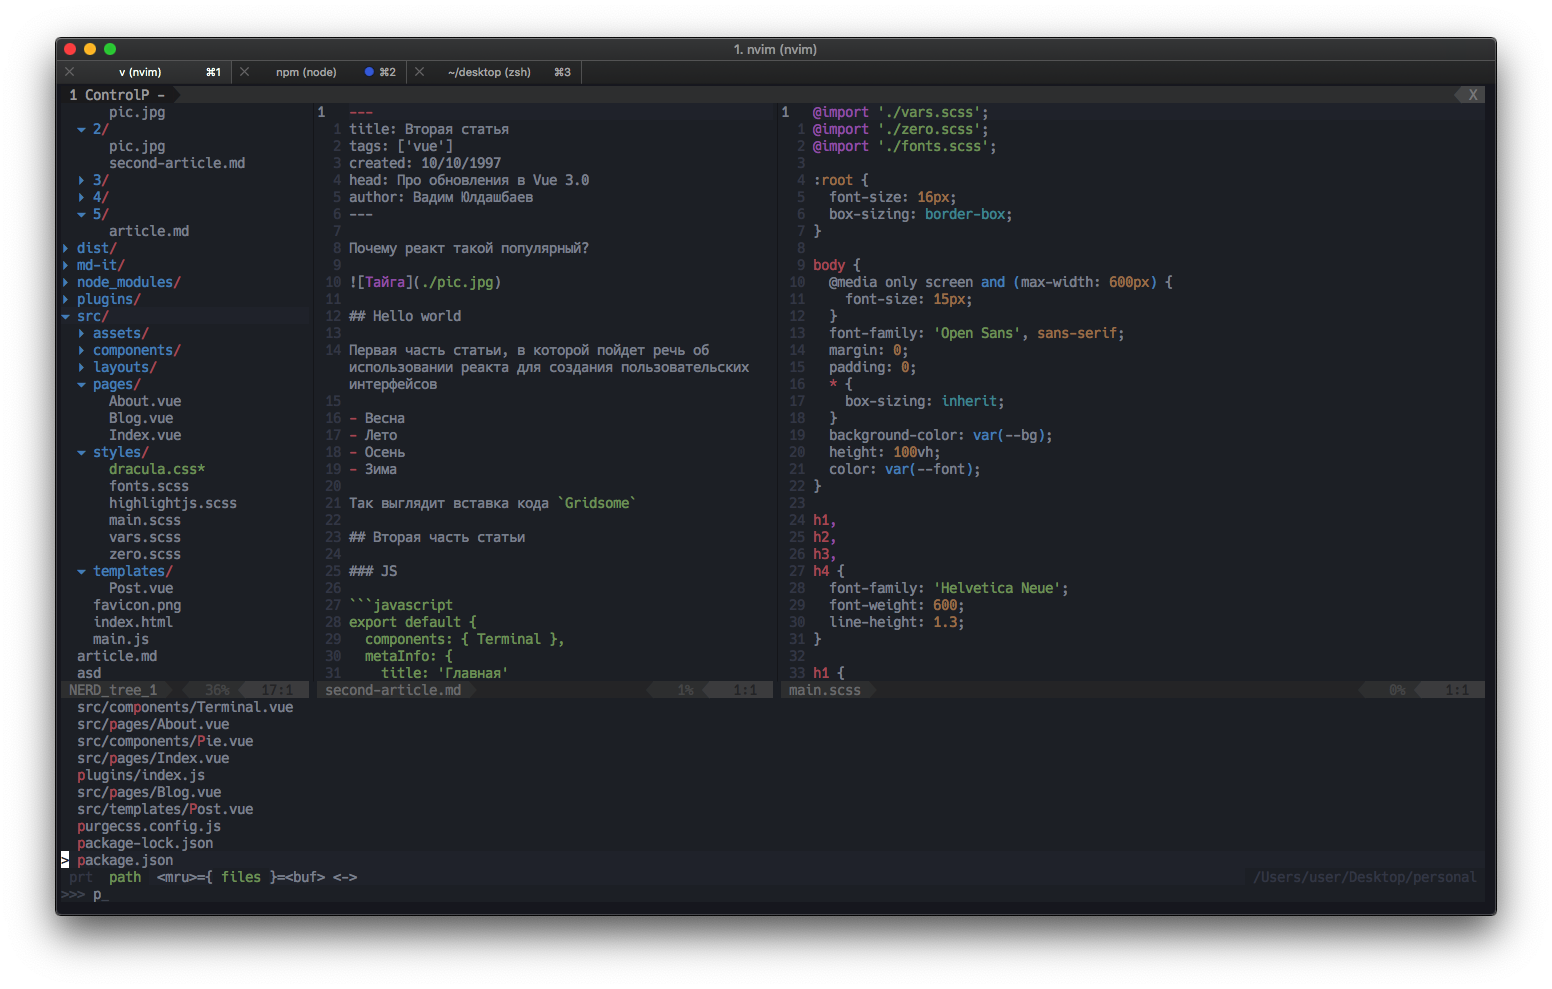 1. nvim (nvim)
v (nvim) ⌘1 npm (node) ⌘2 ~/desktop (zsh) ⌘3
1 ControlP - X
pic.jpg
2/
pic.jpg
second-article.md
3/
4/
5/
article.md
dist/
md-it/
node_modules/
plugins/
src/
assets/
components/
layouts/
pages/
About.vue
Blog.vue
Index.vue
styles/
dracula.css*
fonts.scss
highlightjs.scss
main.scss
vars.scss
zero.scss
templates/
Post.vue
favicon.png
index.html
main.js
article.md
asd
NERD_tree_1 36% 17:1
1 ---
1 title: Вторая статья
2 tags: ['vue']
3 created: 10/10/1997
4 head: Про обновления в Vue 3.0
5 author: Вадим Юлдашбаев
6 ---
7
8 Почему реакт такой популярный?
9
10 ![Тайга](./pic.jpg)
11
12 ## Hello world
13
14 Первая часть статьи, в которой пойдет речь об
использовании реакта для создания пользовательских
интерфейсов
15
16 - Весна
17 - Лето
18 - Осень
19 - Зима
20
21 Так выглядит вставка кода `Gridsome`
22
23 ## Вторая часть статьи
24
25 ### JS
26
27 ```javascript
28 export default {
29 components: { Terminal },
30 metaInfo: {
31 title: 'Главная'
second-article.md 1% 1:1
1 @import './vars.scss';
1 @import './zero.scss';
2 @import './fonts.scss';
3
4 :root {
5 font-size: 16px;
6 box-sizing: border-box;
7 }
8
9 body {
10 @media only screen and (max-width: 600px) {
11 font-size: 15px;
12 }
13 font-family: 'Open Sans', sans-serif;
14 margin: 0;
15 padding: 0;
16 * {
17 box-sizing: inherit;
18 }
19 background-color: var(--bg);
20 height: 100vh;
21 color: var(--font);
22 }
23
24 h1,
25 h2,
26 h3,
27 h4 {
28 font-family: 'Helvetica Neue';
29 font-weight: 600;
30 line-height: 1.3;
31 }
32
33 h1 {
main.scss 0% 1:1
src/components/Terminal.vue
src/pages/About.vue
src/components/Pie.vue
src/pages/Index.vue
plugins/index.js
src/pages/Blog.vue
src/templates/Post.vue
purgecss.config.js
package-lock.json
> package.json
prt path <mru>={ files }=<buf> <-> /Users/user/Desktop/personal
>>> p_